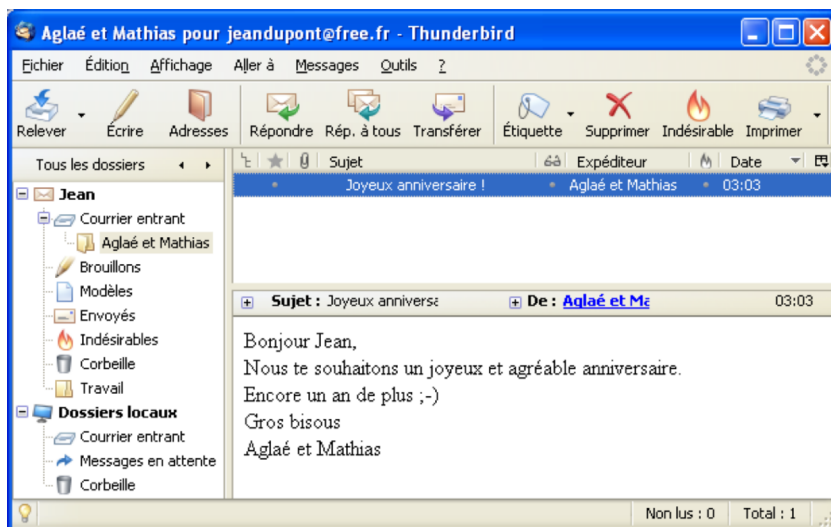 Aglaé et Mathias pour jeandupont@free.fr - Thunderbird
Fichier Édition Affichage Aller à Messages Outils ?
Relever Écrire Adresses Répondre Rép. à tous Transférer Étiquette Supprimer Indésirable Imprimer
Tous les dossiers
Sujet Expéditeur Date
Joyeux anniversaire ! Aglaé et Mathias 03:03
Jean
Courrier entrant
Aglaé et Mathias
Brouillons
Modèles
Envoyés
Indésirables
Corbeille
Travail
Dossiers locaux
Courrier entrant
Messages en attente
Corbeille
Sujet : Joyeux anniversa De : Aglaé et Ma 03:03
Bonjour Jean,
Nous te souhaitons un joyeux et agréable anniversaire.
Encore un an de plus ;-)
Gros bisous
Aglaé et Mathias
Non lus : 0 Total : 1